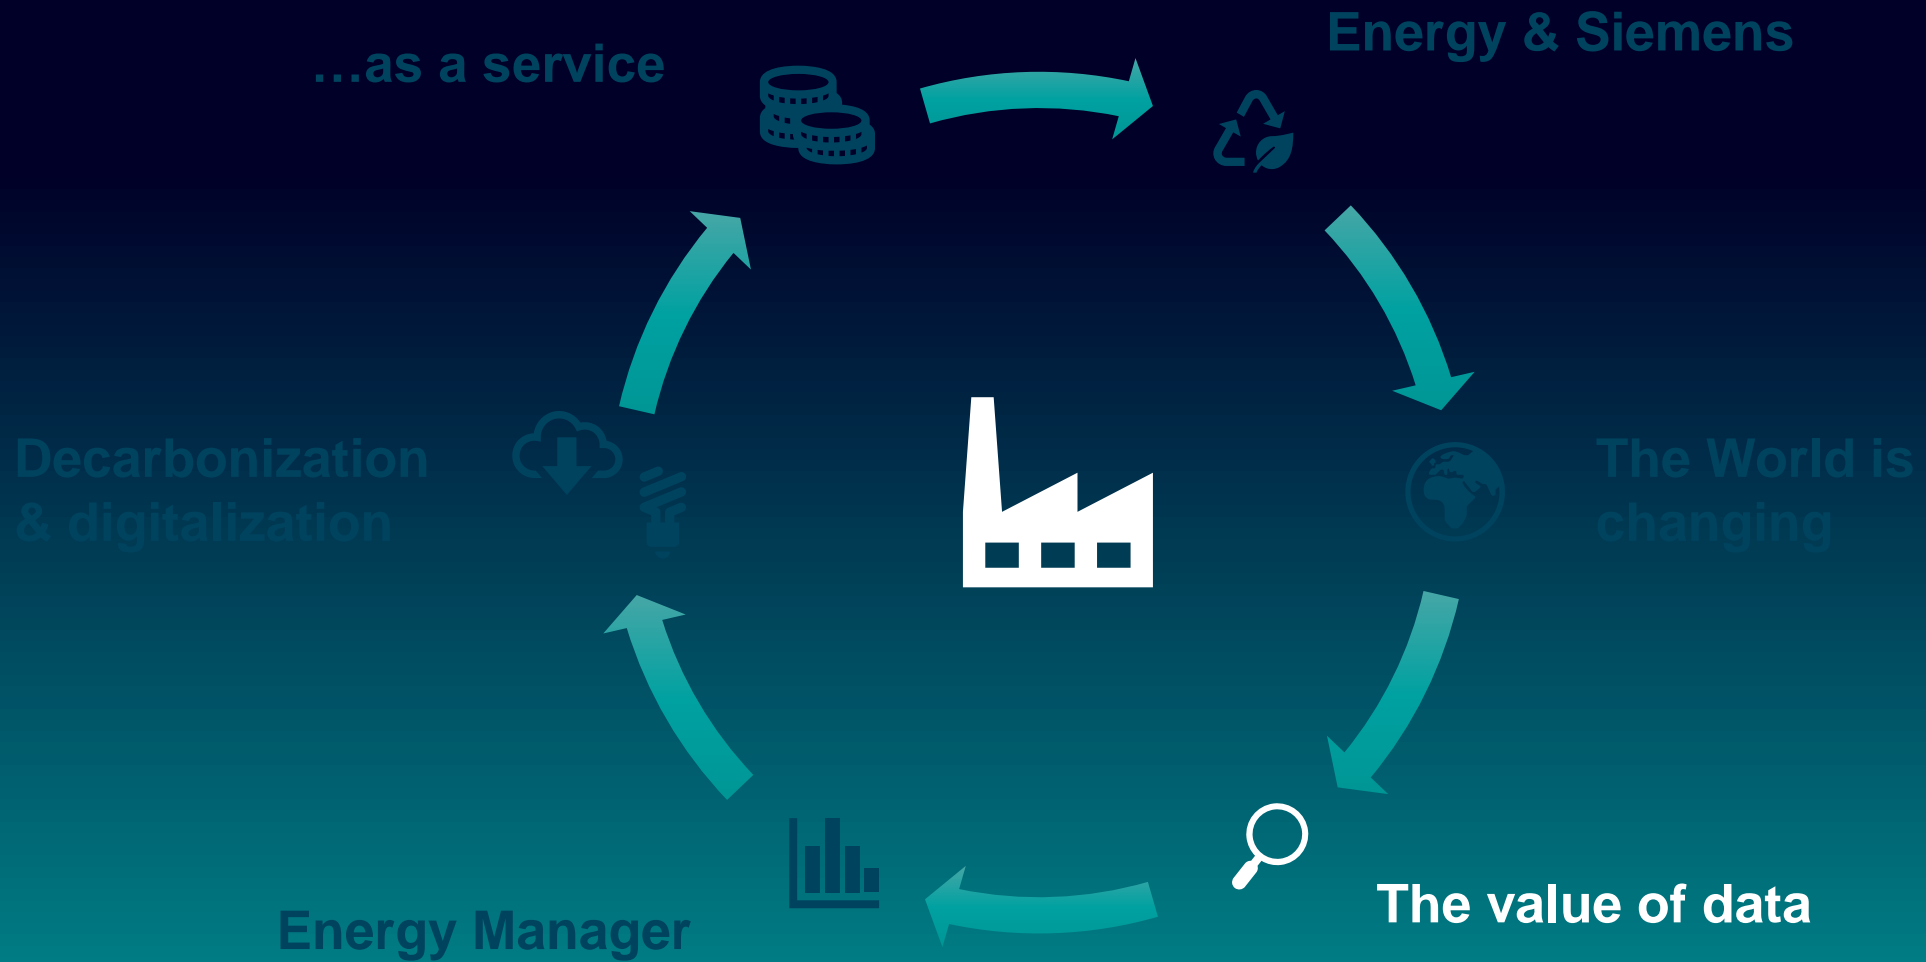 …as a service
Energy & Siemens
Decarbonization
& digitalization
The World is
changing
The value of data
Energy Manager